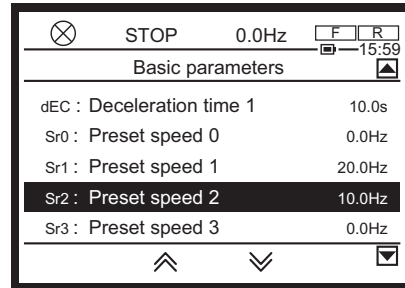 STOP 0.0Hz F R
15:59
Basic parameters
dEC : Deceleration time 1 10.0s
Sr0 : Preset speed 0 0.0Hz
Sr1 : Preset speed 1 20.0Hz
Sr2 : Preset speed 2 10.0Hz
Sr3 : Preset speed 3 0.0Hz